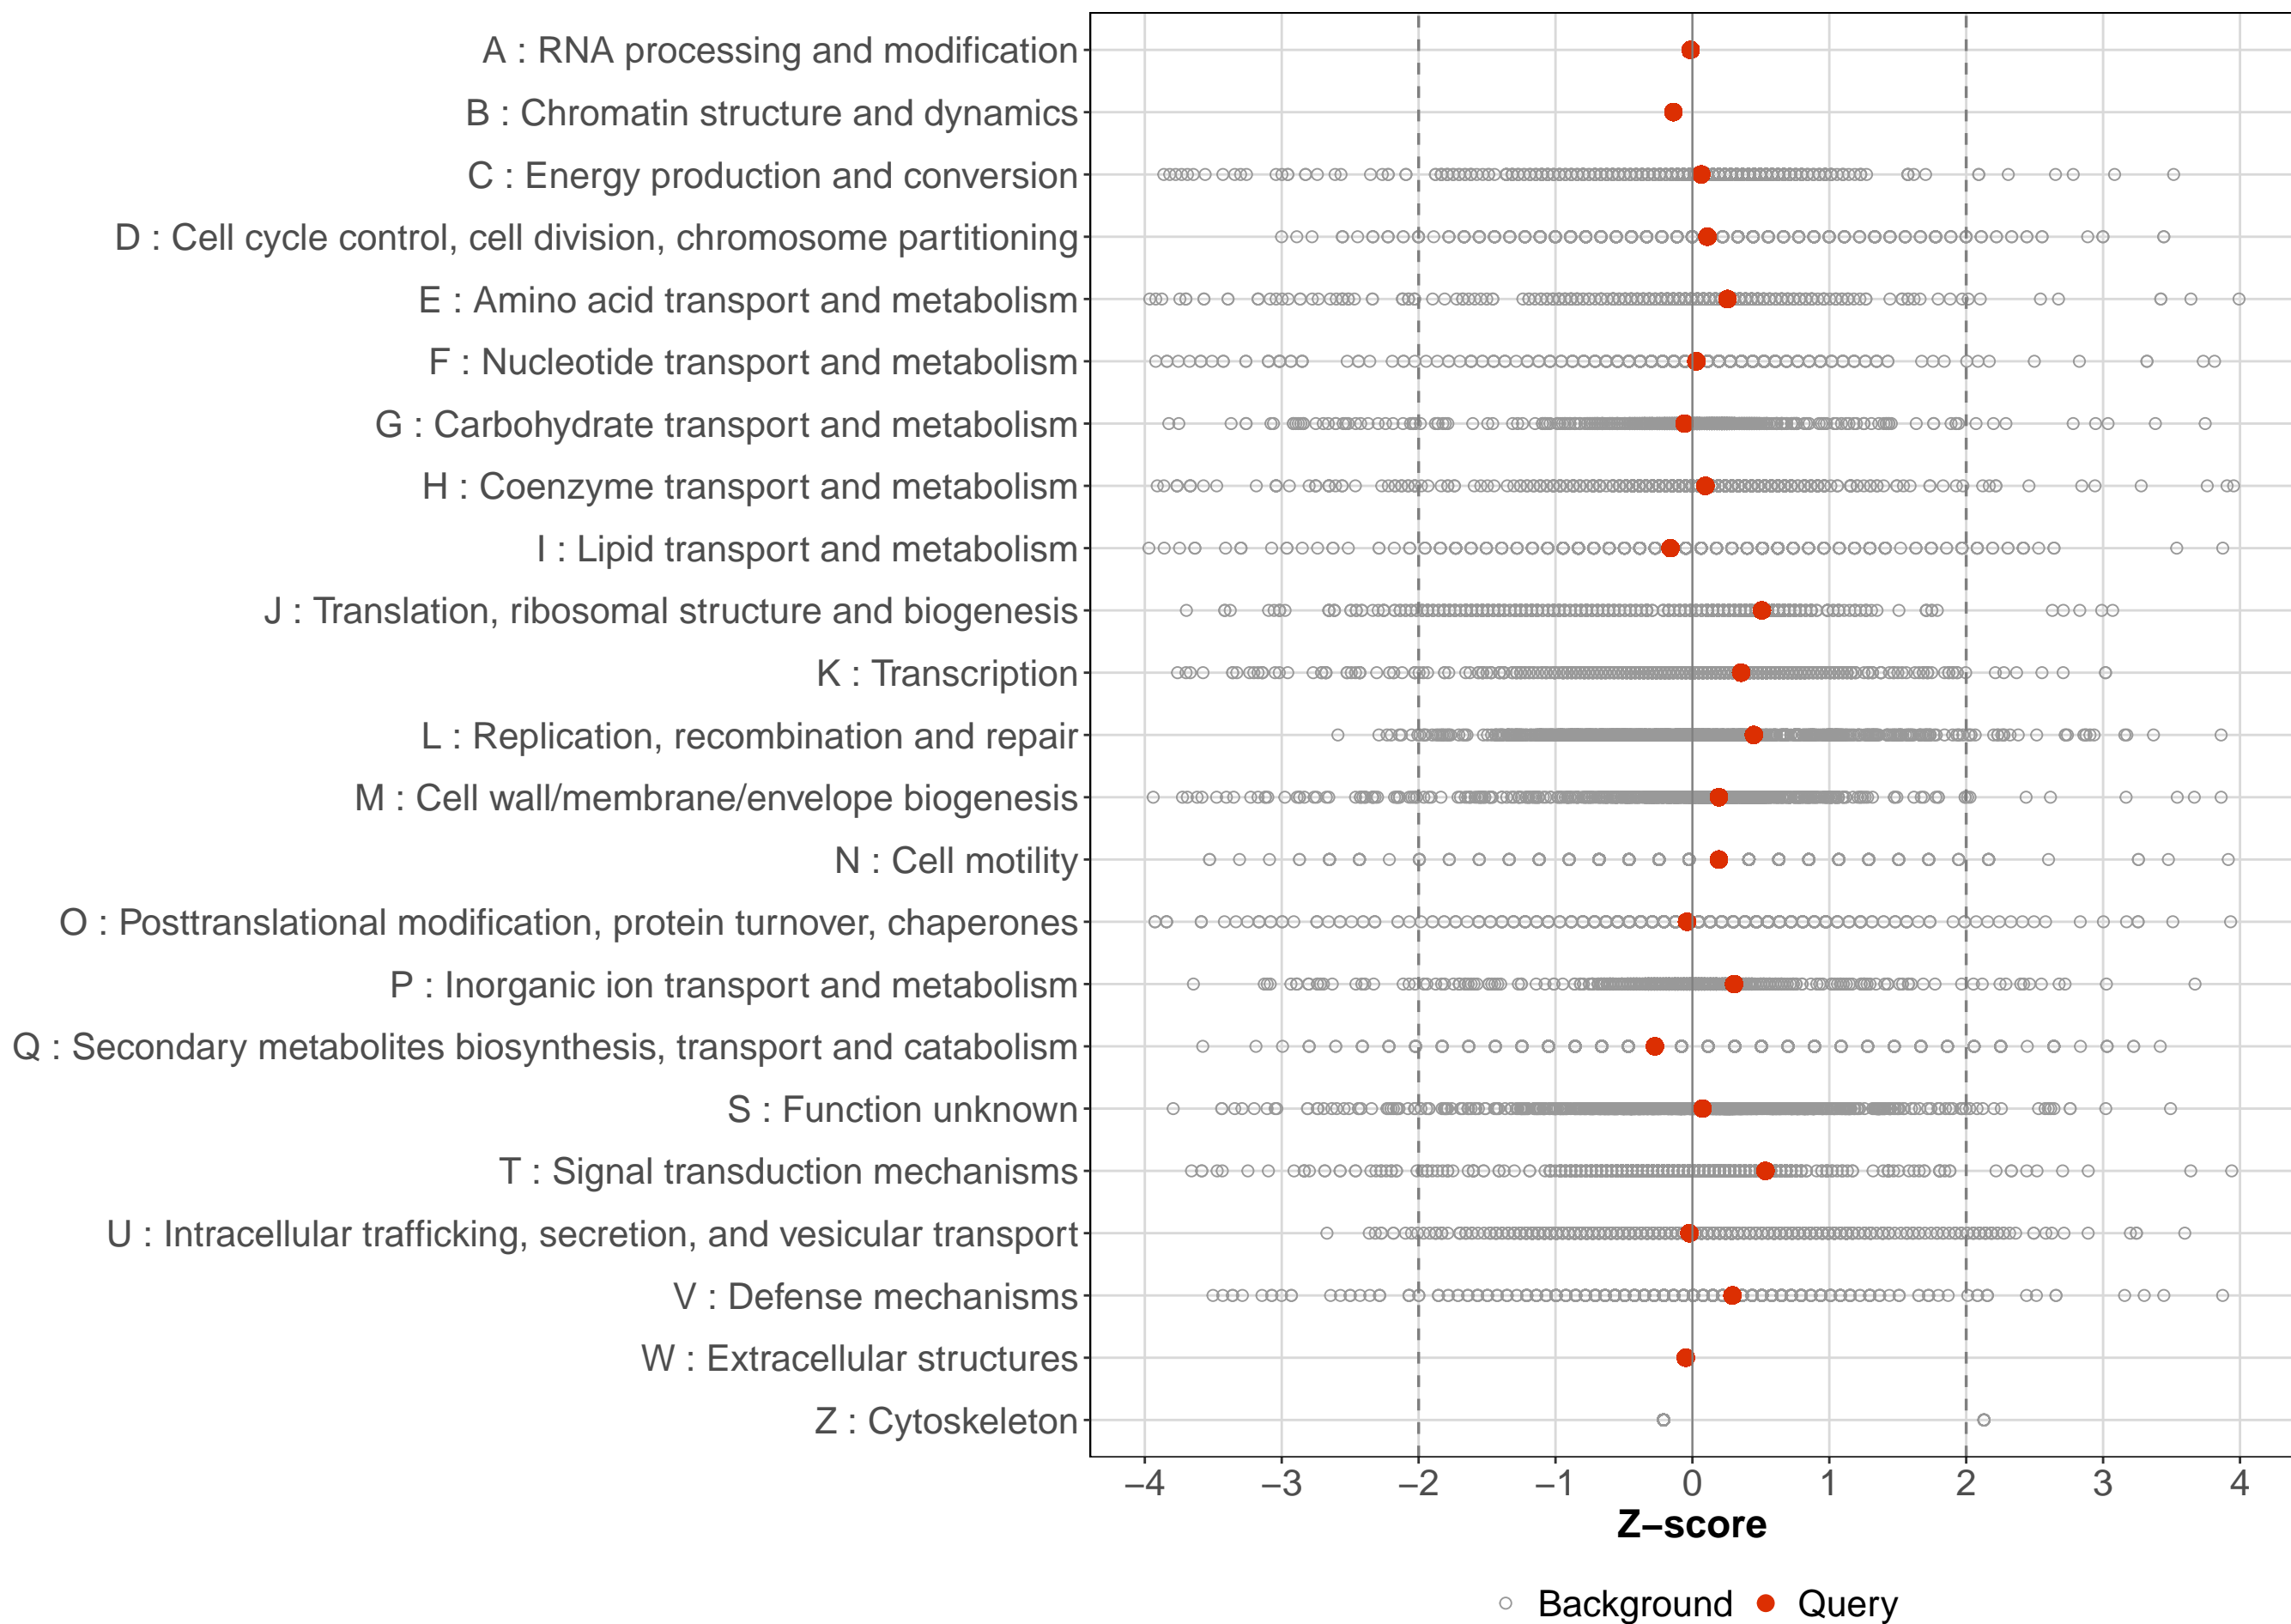 A : RNA processing and modification
B : Chromatin structure and dynamics
C : Energy production and conversion
D : Cell cycle control, cell division, chromosome partitioning
E : Amino acid transport and metabolism
F : Nucleotide transport and metabolism
G : Carbohydrate transport and metabolism
H : Coenzyme transport and metabolism
I : Lipid transport and metabolism
J : Translation, ribosomal structure and biogenesis
K : Transcription
L : Replication, recombination and repair
M : Cell wall/membrane/envelope biogenesis
N : Cell motility
O : Posttranslational modification, protein turnover, chaperones
P : Inorganic ion transport and metabolism
Q : Secondary metabolites biosynthesis, transport and catabolism
S : Function unknown
T : Signal transduction mechanisms
U : Intracellular trafficking, secretion, and vesicular transport
V : Defense mechanisms
W : Extracellular structures
Z : Cytoskeleton
−4 −3 −2 −1 0 1 2 3 4
Z−score
Background Query